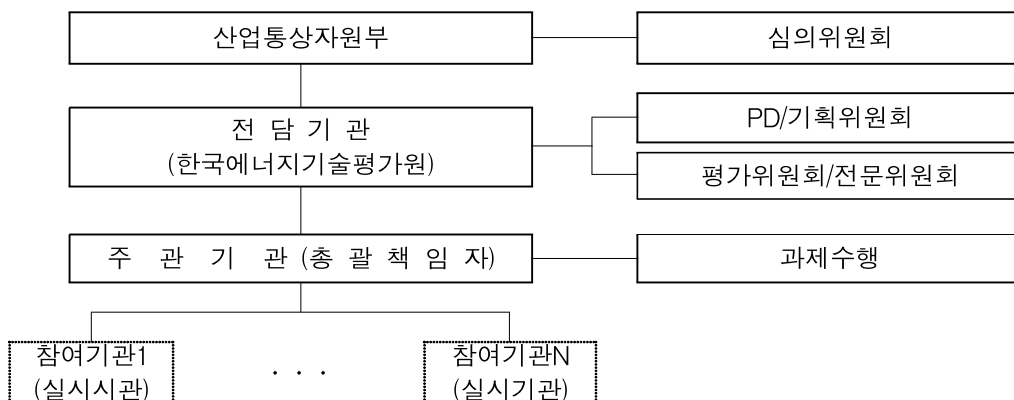 산업통상자원부
심의위원회
전 담 기 관
(한국에너지기술평가원)
PD/기획위원회
평가위원회/전문위원회
주 관 기 관 (총 괄 책 임 자)
과제수행
참여기관1
(실시시관)
· · ·
참여기관N
(실시기관)